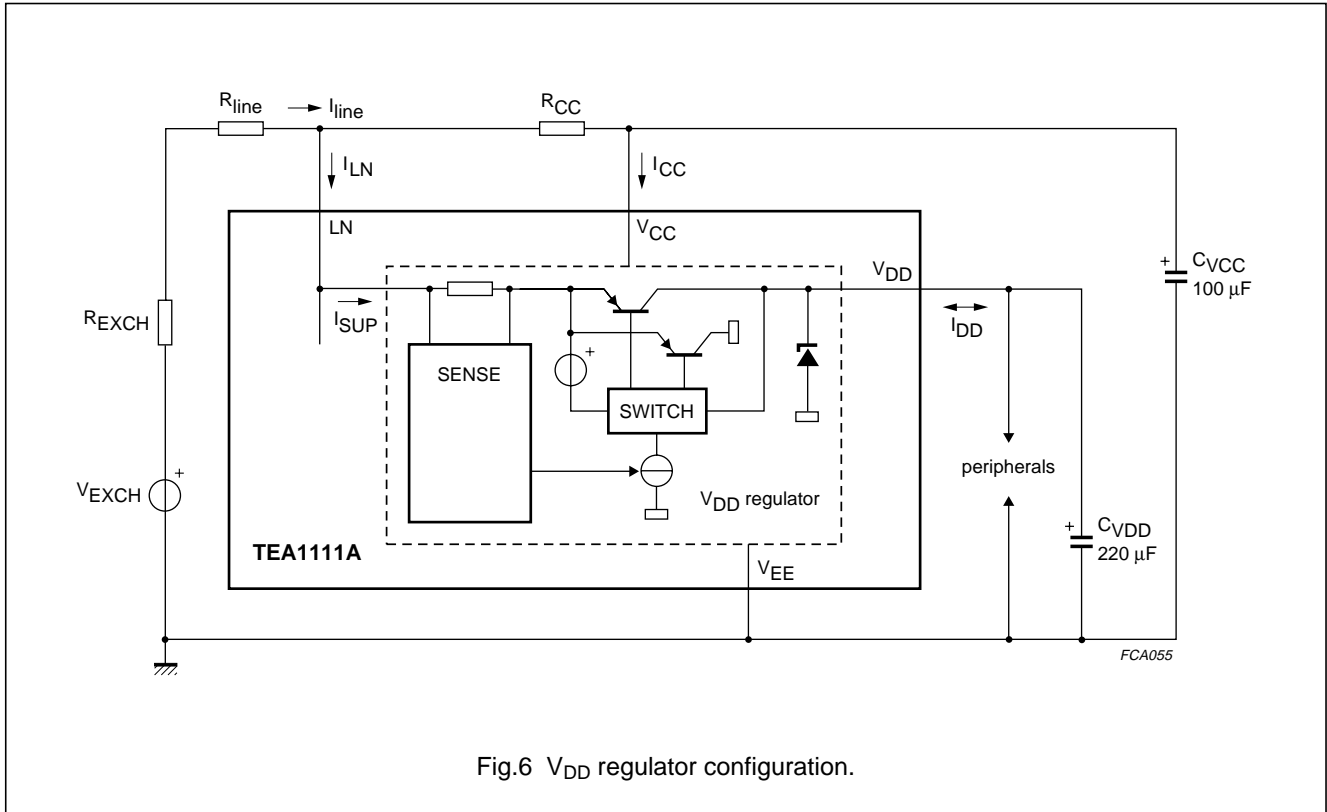 Rline
Iline
RCC
ILN
ICC
LN
VCC
VDD
+
CVCC
100 µF
REXCH
ISUP
IDD
SENSE
+
SWITCH
peripherals
VEXCH
+
VDD regulator
+
CVDD
220 µF
TEA1111A
VEE
FCA055
Fig.6 VDD regulator configuration.